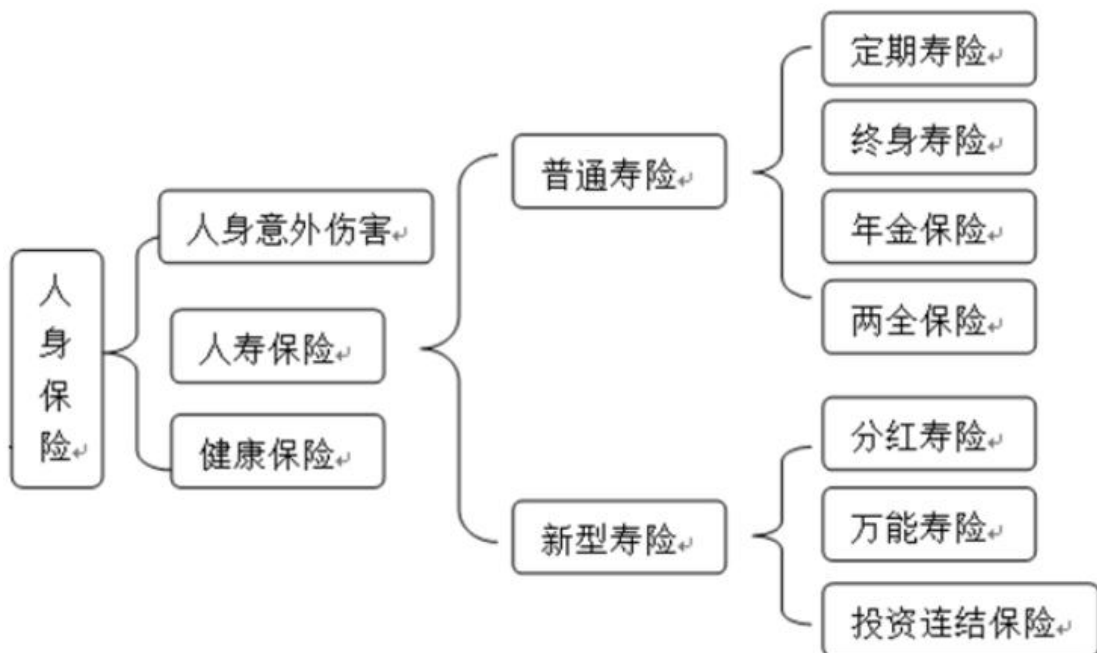 人身保险
人身意外伤害
人寿保险
健康保险
普通寿险
新型寿险
定期寿险
终身寿险
年金保险
两全保险
分红寿险
万能寿险
投资连结保险